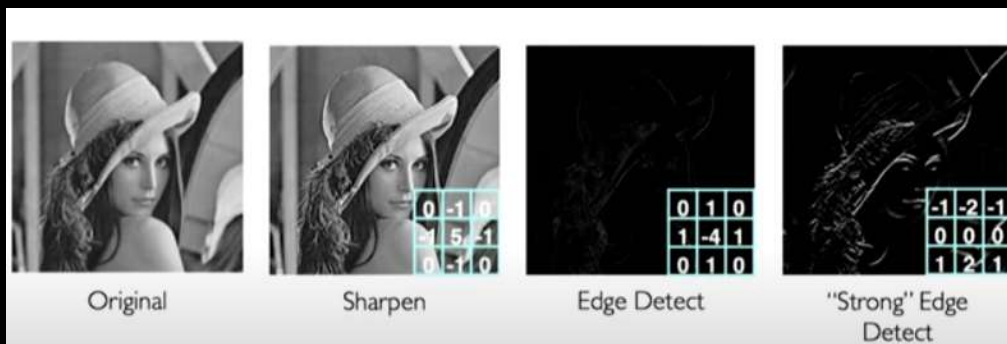 0 -1 0
-1 5 -1
0 -1 0
0 1 0
1 -4 1
0 1 0
-1 -2 -1
0 0 0
1 2 1
Original
Sharpen
Edge Detect
"Strong" Edge
Detect